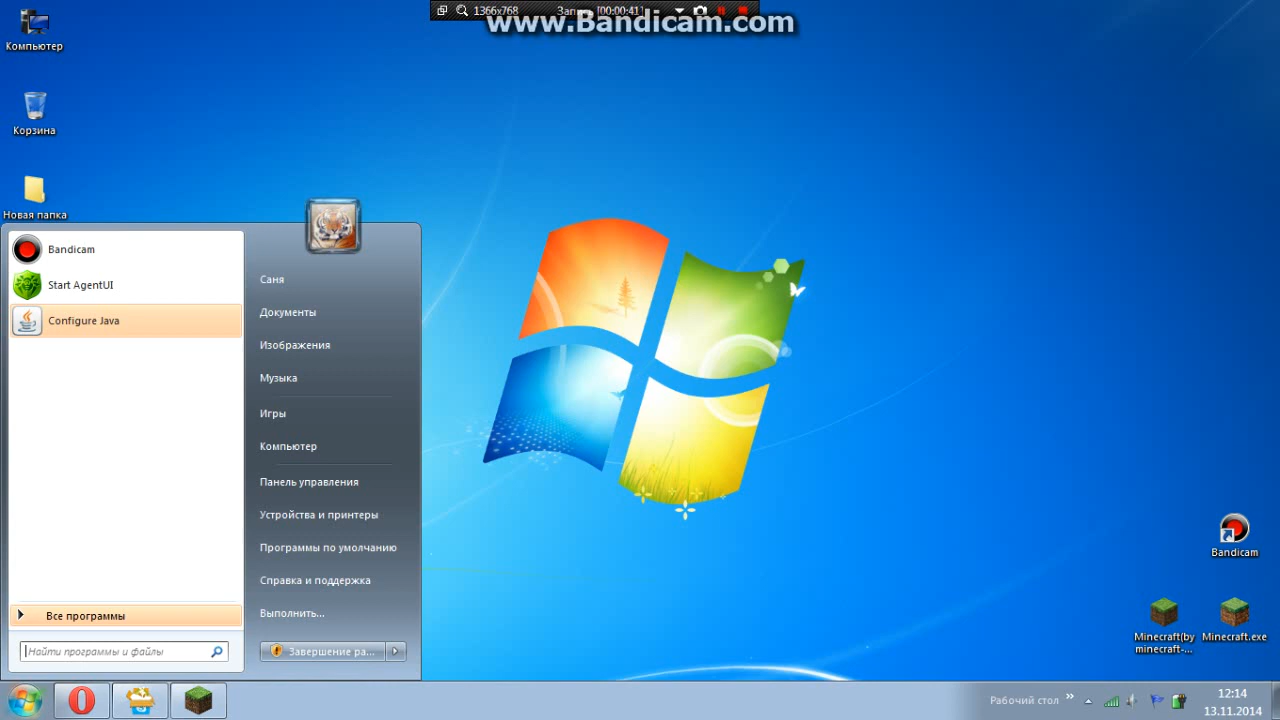 1366x768 Запись [00:00:41]
www.Bandicam.com
Компьютер
Корзина
Новая папка
Bandicam
Start AgentUI
Configure Java
Все программы
Найти программы и файлы
Саня
Документы
Изображения
Музыка
Игры
Компьютер
Панель управления
Устройства и принтеры
Программы по умолчанию
Справка и поддержка
Выполнить...
Завершение ра...
Bandicam
Minecraft(by
minecraft-...
Minecraft.exe
Рабочий стол
12:14
13.11.2014